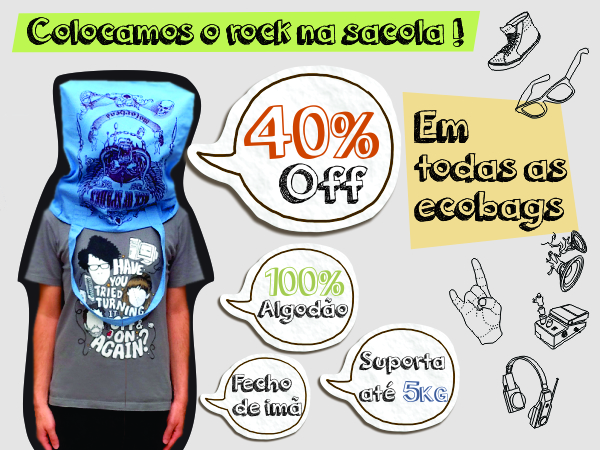 Colocamos o rock na sacola !
40%
Off
Em
todas as
ecobags
100%
Algodão
Fecho
de imã
Suporta
até 5KG
HAVE
YOU
TRIED
TURNING
IT
OFF &
ON
AGAIN?